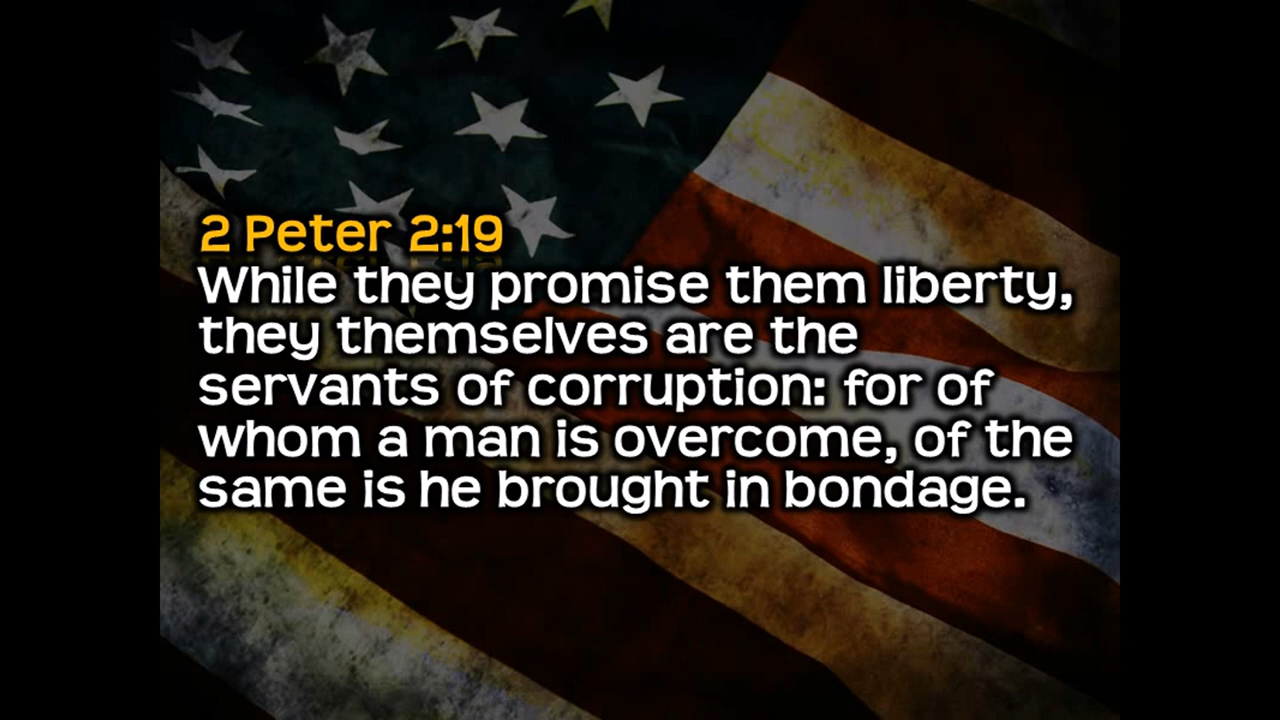 2 Peter 2:19
While they promise them liberty,
they themselves are the
servants of corruption: for of
whom a man is overcome, of the
same is he brought in bondage.